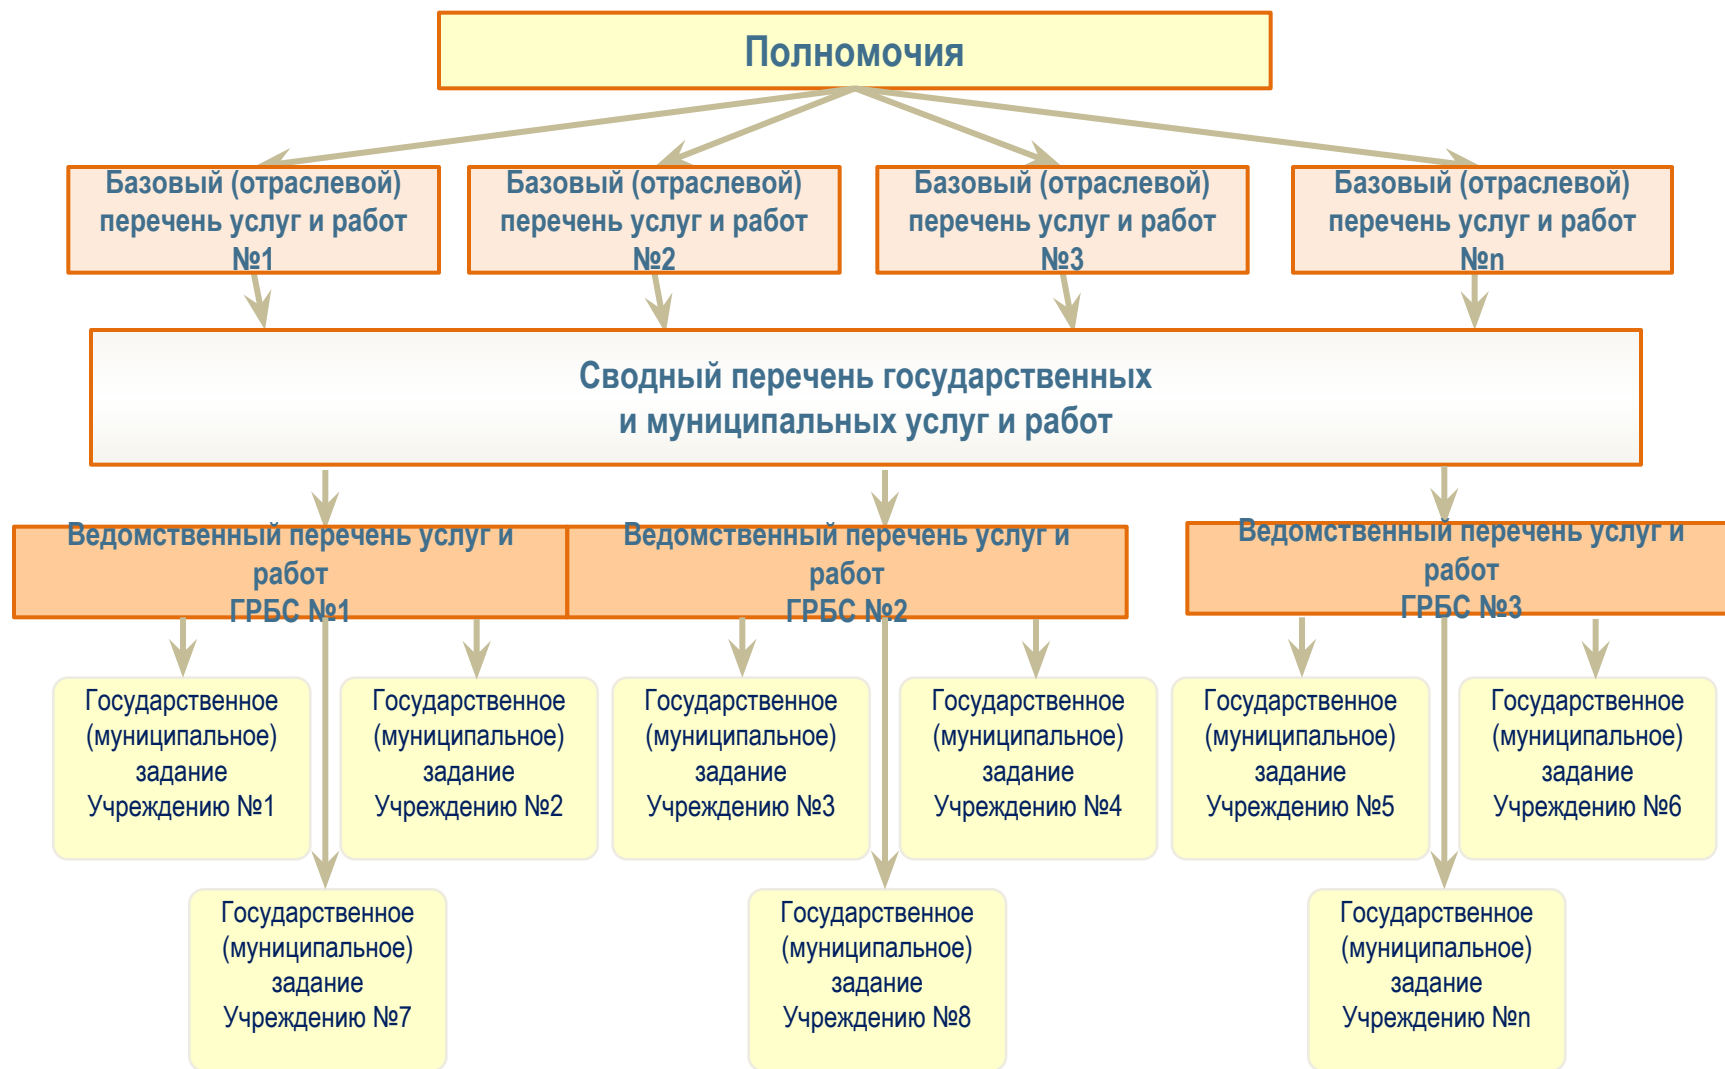 Полномочия
Базовый (отраслевой)
перечень услуг и работ
№1
Базовый (отраслевой)
перечень услуг и работ
№2
Базовый (отраслевой)
перечень услуг и работ
№3
Базовый (отраслевой)
перечень услуг и работ
№n
Сводный перечень государственных
и муниципальных услуг и работ
Ведомственный перечень услуг и
работ
ГРБС №1
Ведомственный перечень услуг и
работ
ГРБС №2
Ведомственный перечень услуг и
работ
ГРБС №3
Государственное
(муниципальное)
задание
Учреждению №1
Государственное
(муниципальное)
задание
Учреждению №2
Государственное
(муниципальное)
задание
Учреждению №3
Государственное
(муниципальное)
задание
Учреждению №4
Государственное
(муниципальное)
задание
Учреждению №5
Государственное
(муниципальное)
задание
Учреждению №6
Государственное
(муниципальное)
задание
Учреждению №7
Государственное
(муниципальное)
задание
Учреждению №8
Государственное
(муниципальное)
задание
Учреждению №n